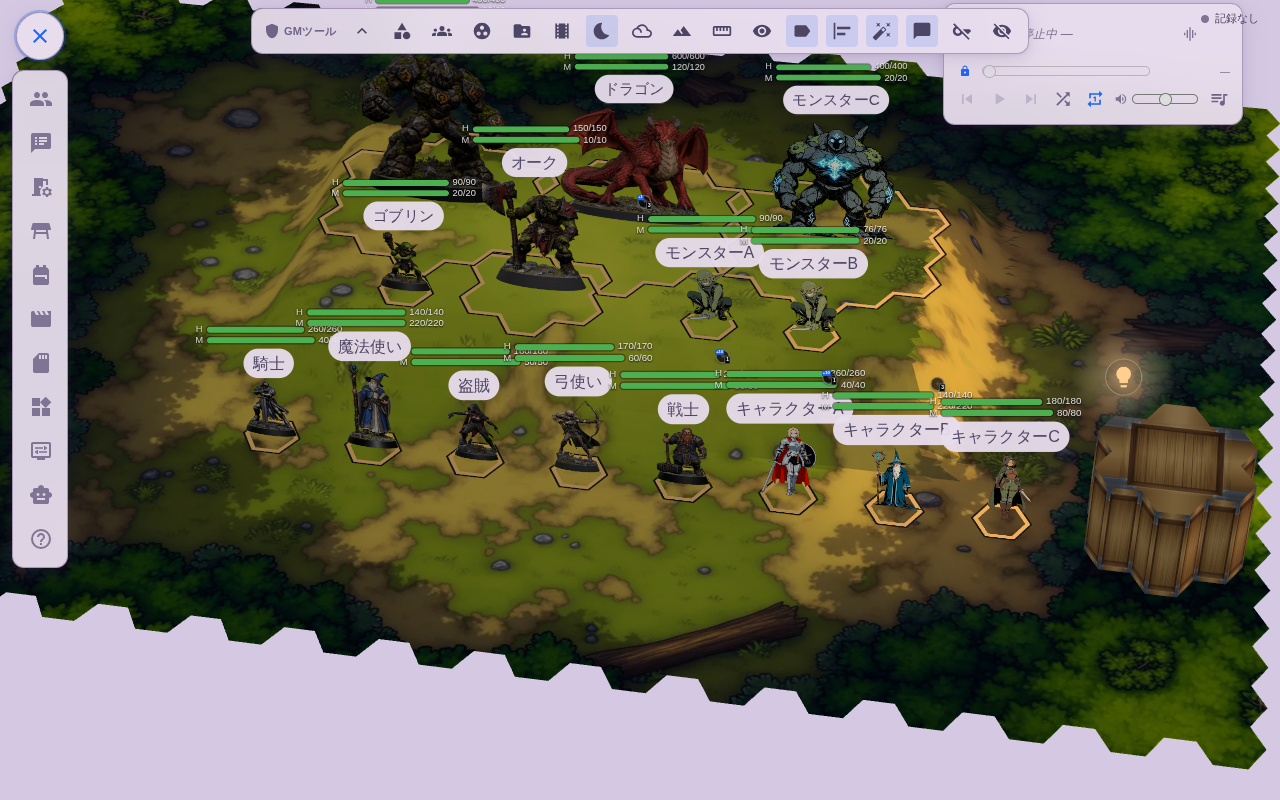 GMツール
記録なし
停止中 —
H 600/600
M 120/120
ドラゴン
H 400/400
M 20/20
モンスターC
H 150/150
M 10/10
オーク
H 90/90
M 20/20
ゴブリン
H 90/90
M
モンスターA
H 76/76
M 20/20
モンスターB
H 260/260
M 40
騎士
H 140/140
M 220/220
魔法使い
160/160
M 50/50
盗賊
H 170/170
M 60/60
弓使い
H
M
戦士
H 260/260
M 40/40
キャラクター
H 140/140
M 220/220
キャラクターB
H 180/180
M 80/80
キャラクターC